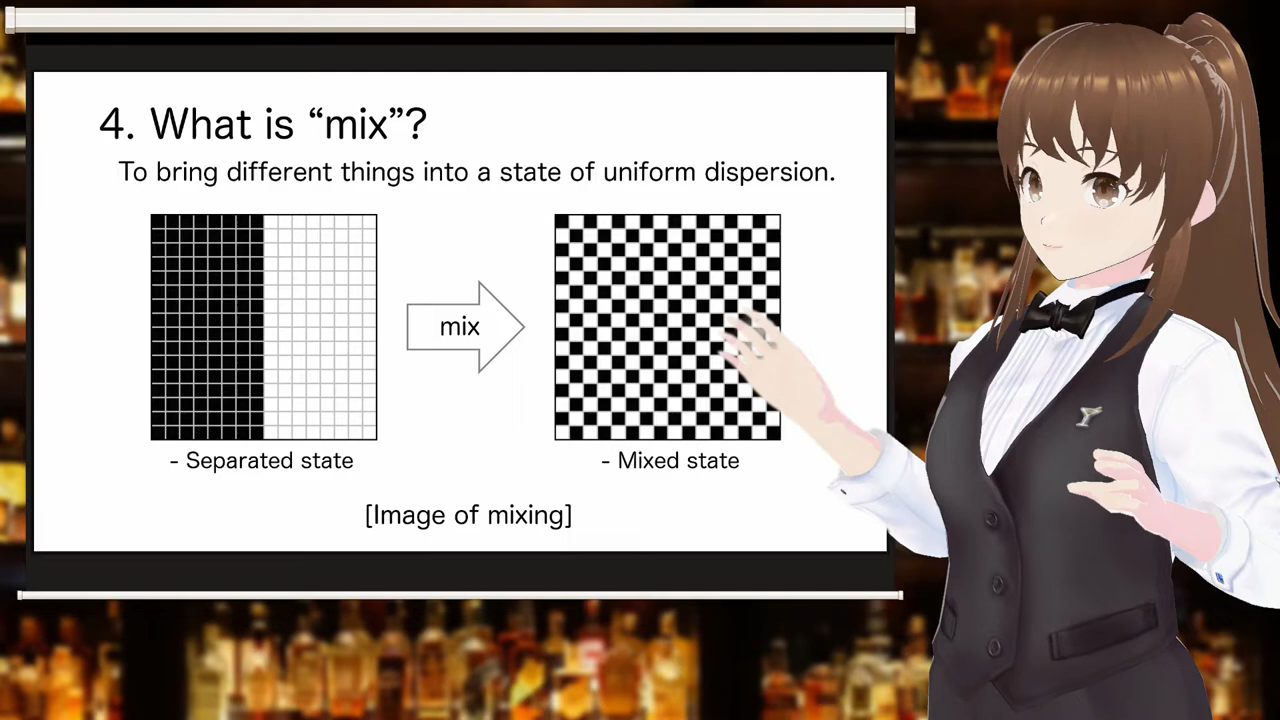 4. What is “mix”?
To bring different things into a state of uniform dispersion.
mix
- Separated state
- Mixed state
[Image of mixing]